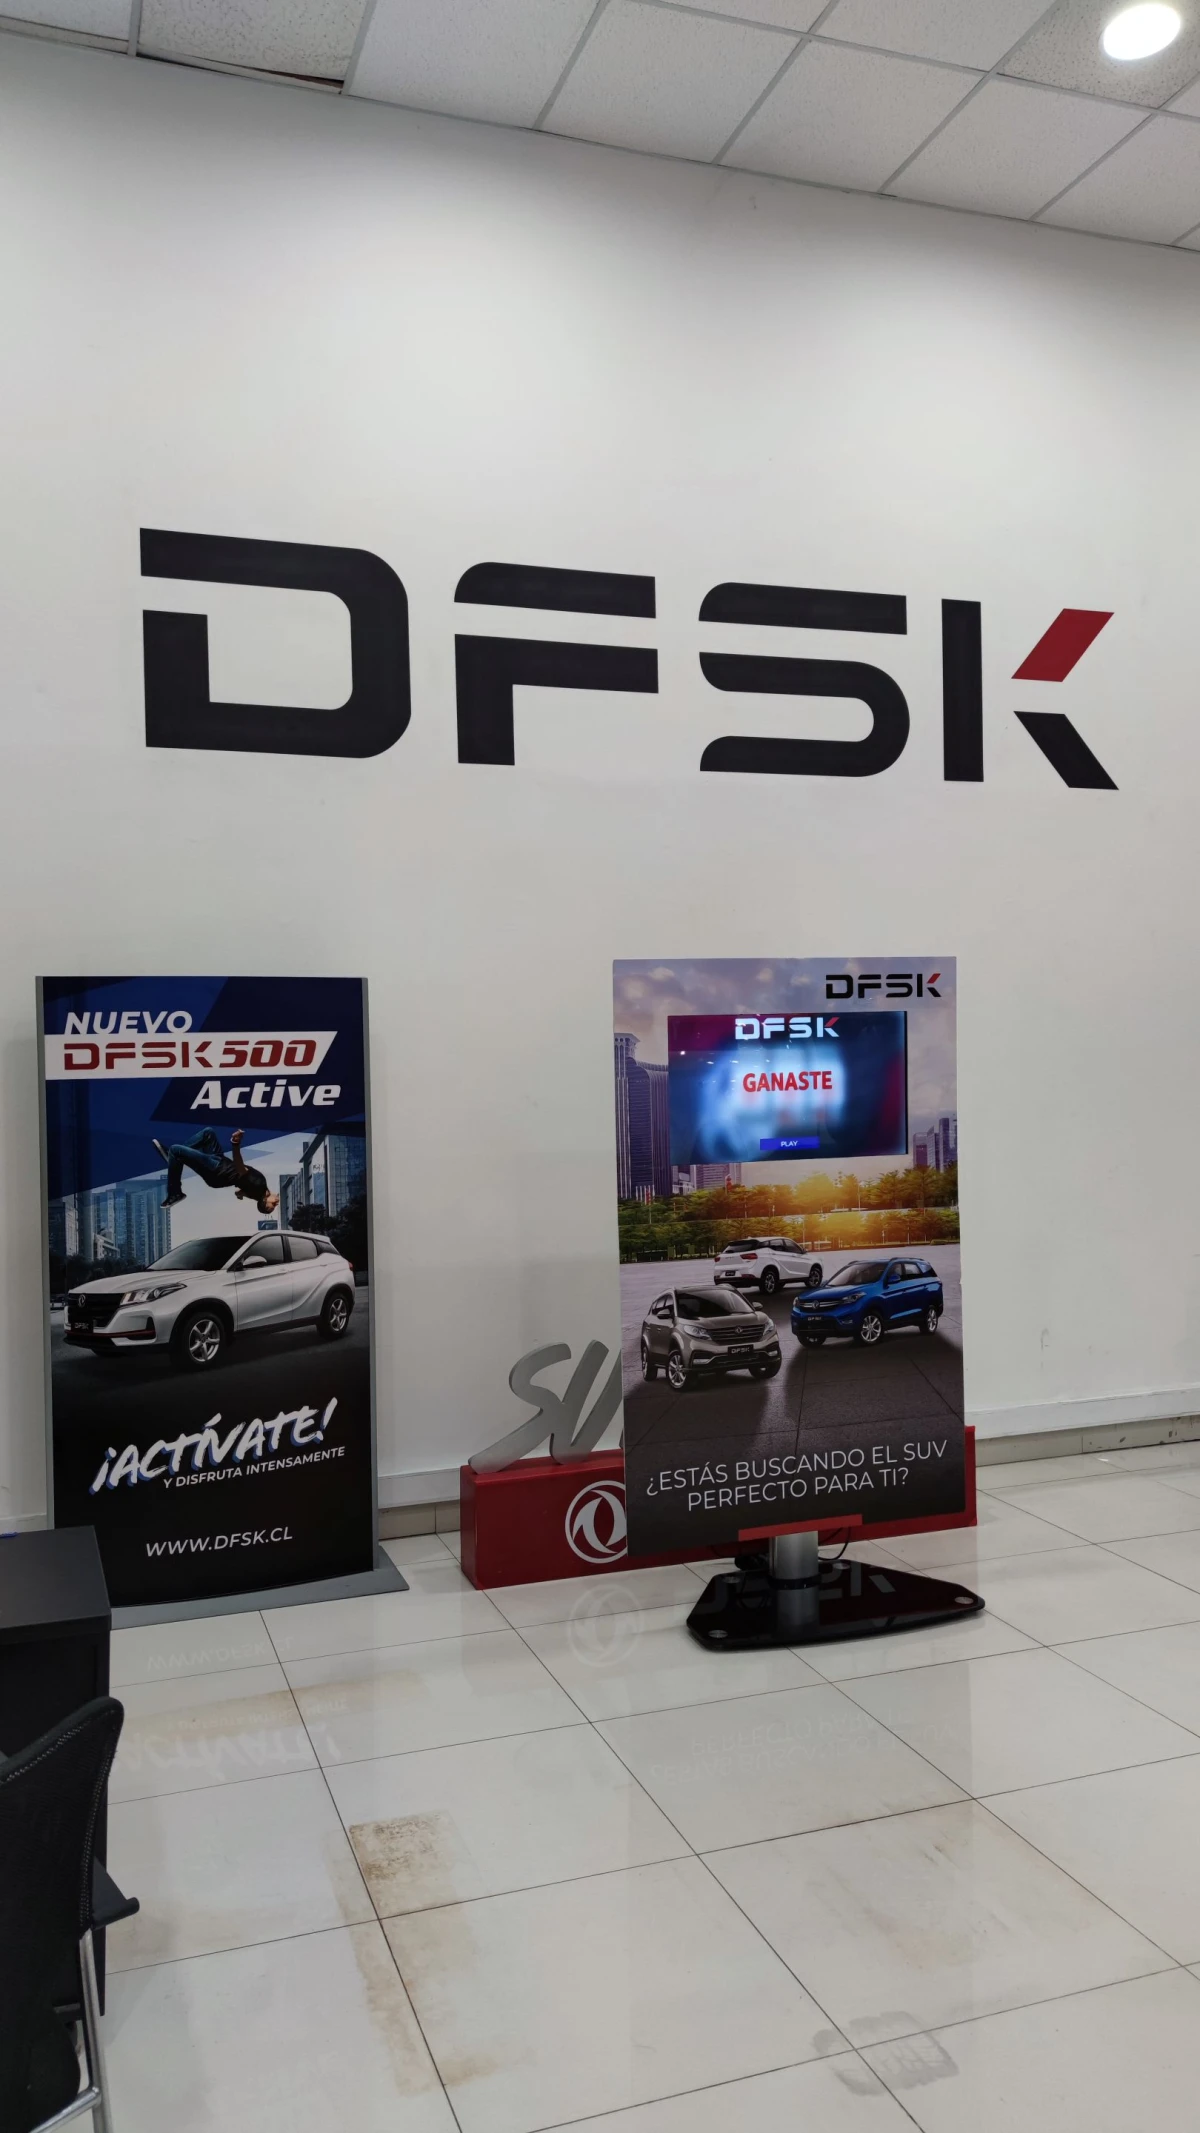 DFSK
NUEVO
DFSK500
Active
¡ACTÍVATE!
Y DISFRUTA INTENSAMENTE
WWW.DFSK.CL
DFSK
DFSK
GANASTE
PLAY
DFSK
¿ESTÁS BUSCANDO EL SUV
PERFECTO PARA TI?